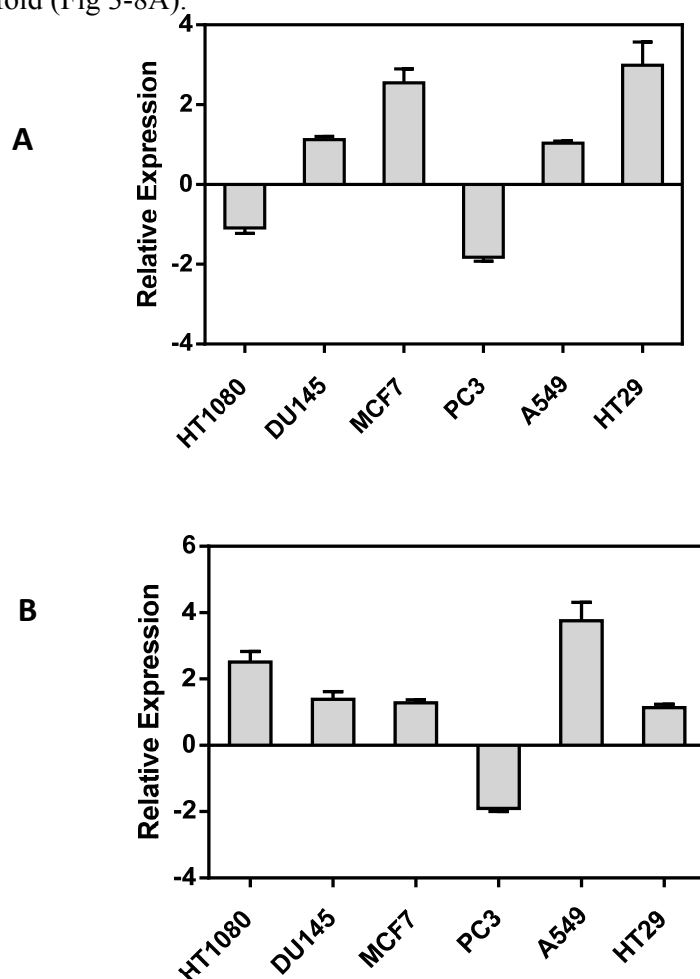 fold (Fig 3-8A).
A
Relative Expression
4
2
0
-2
-4
HT1080
DU145
MCF7
PC3
A549
HT29
B
Relative Expression
6
4
2
0
-2
-4
HT1080
DU145
MCF7
PC3
A549
HT29